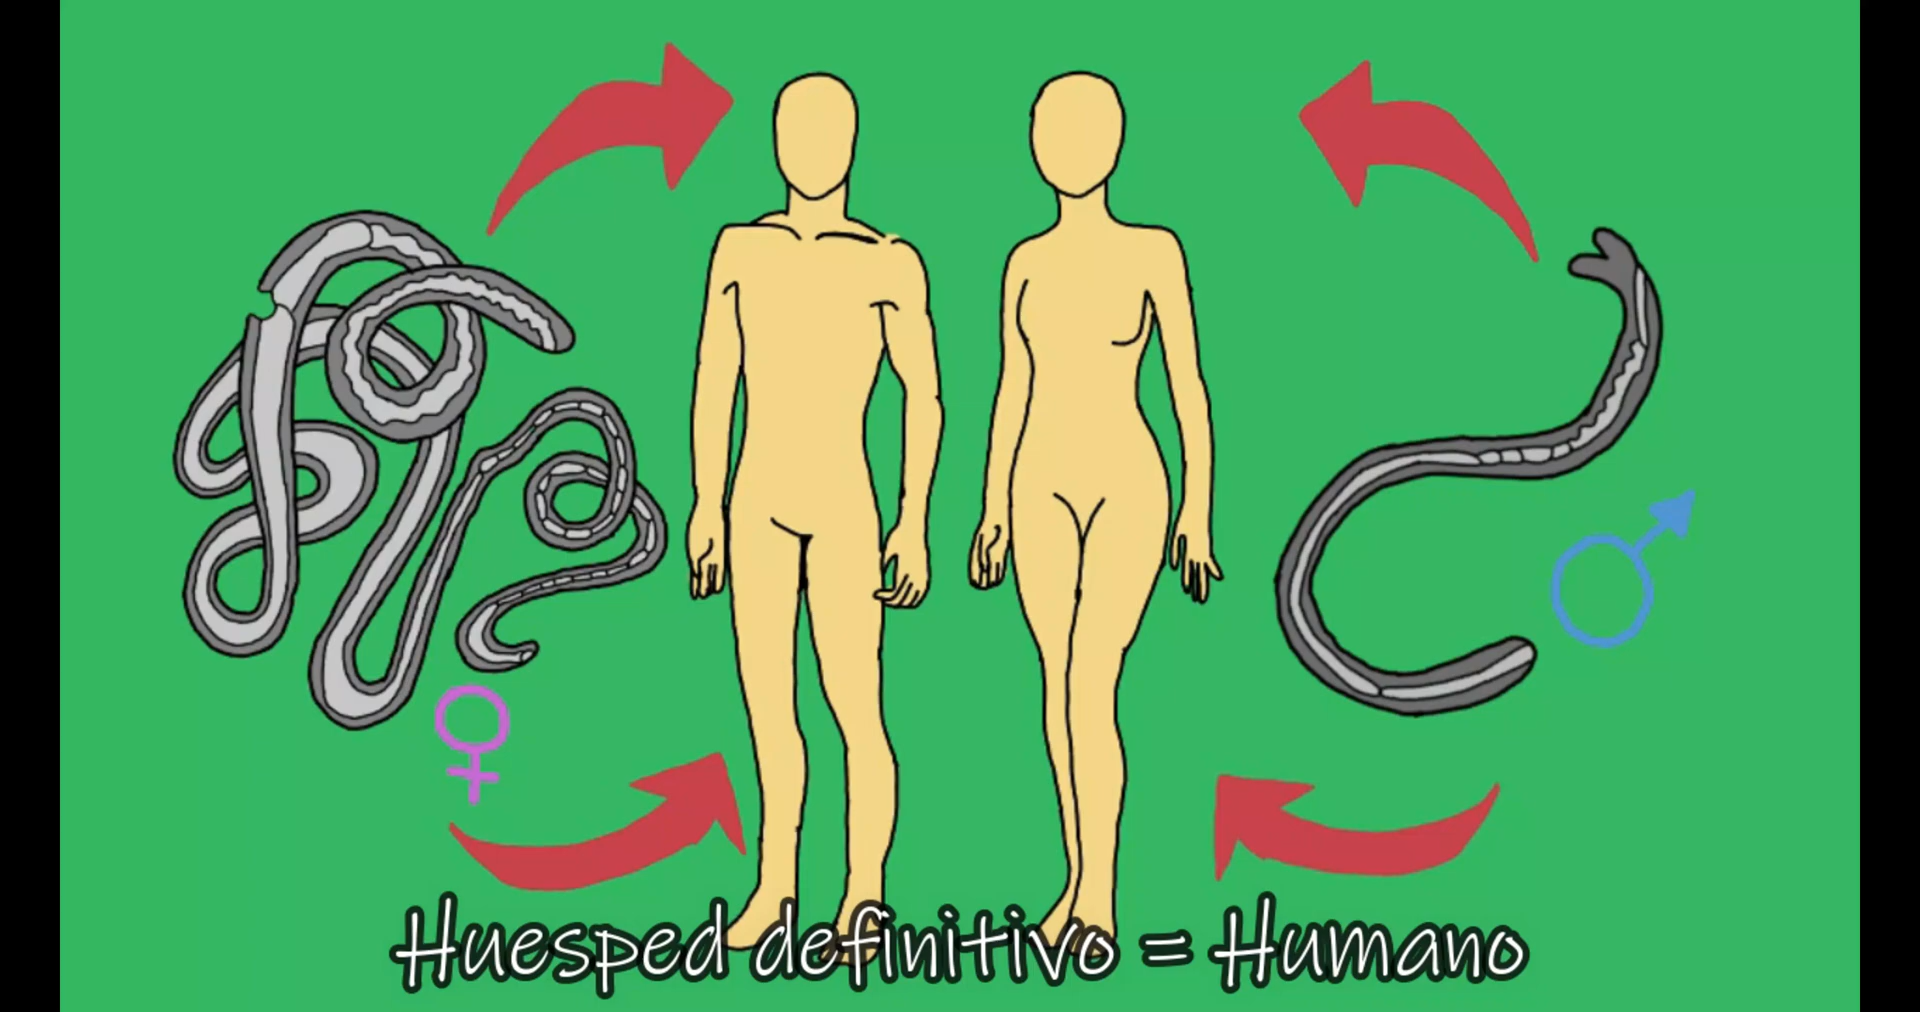 Huesped definitivo = Humano